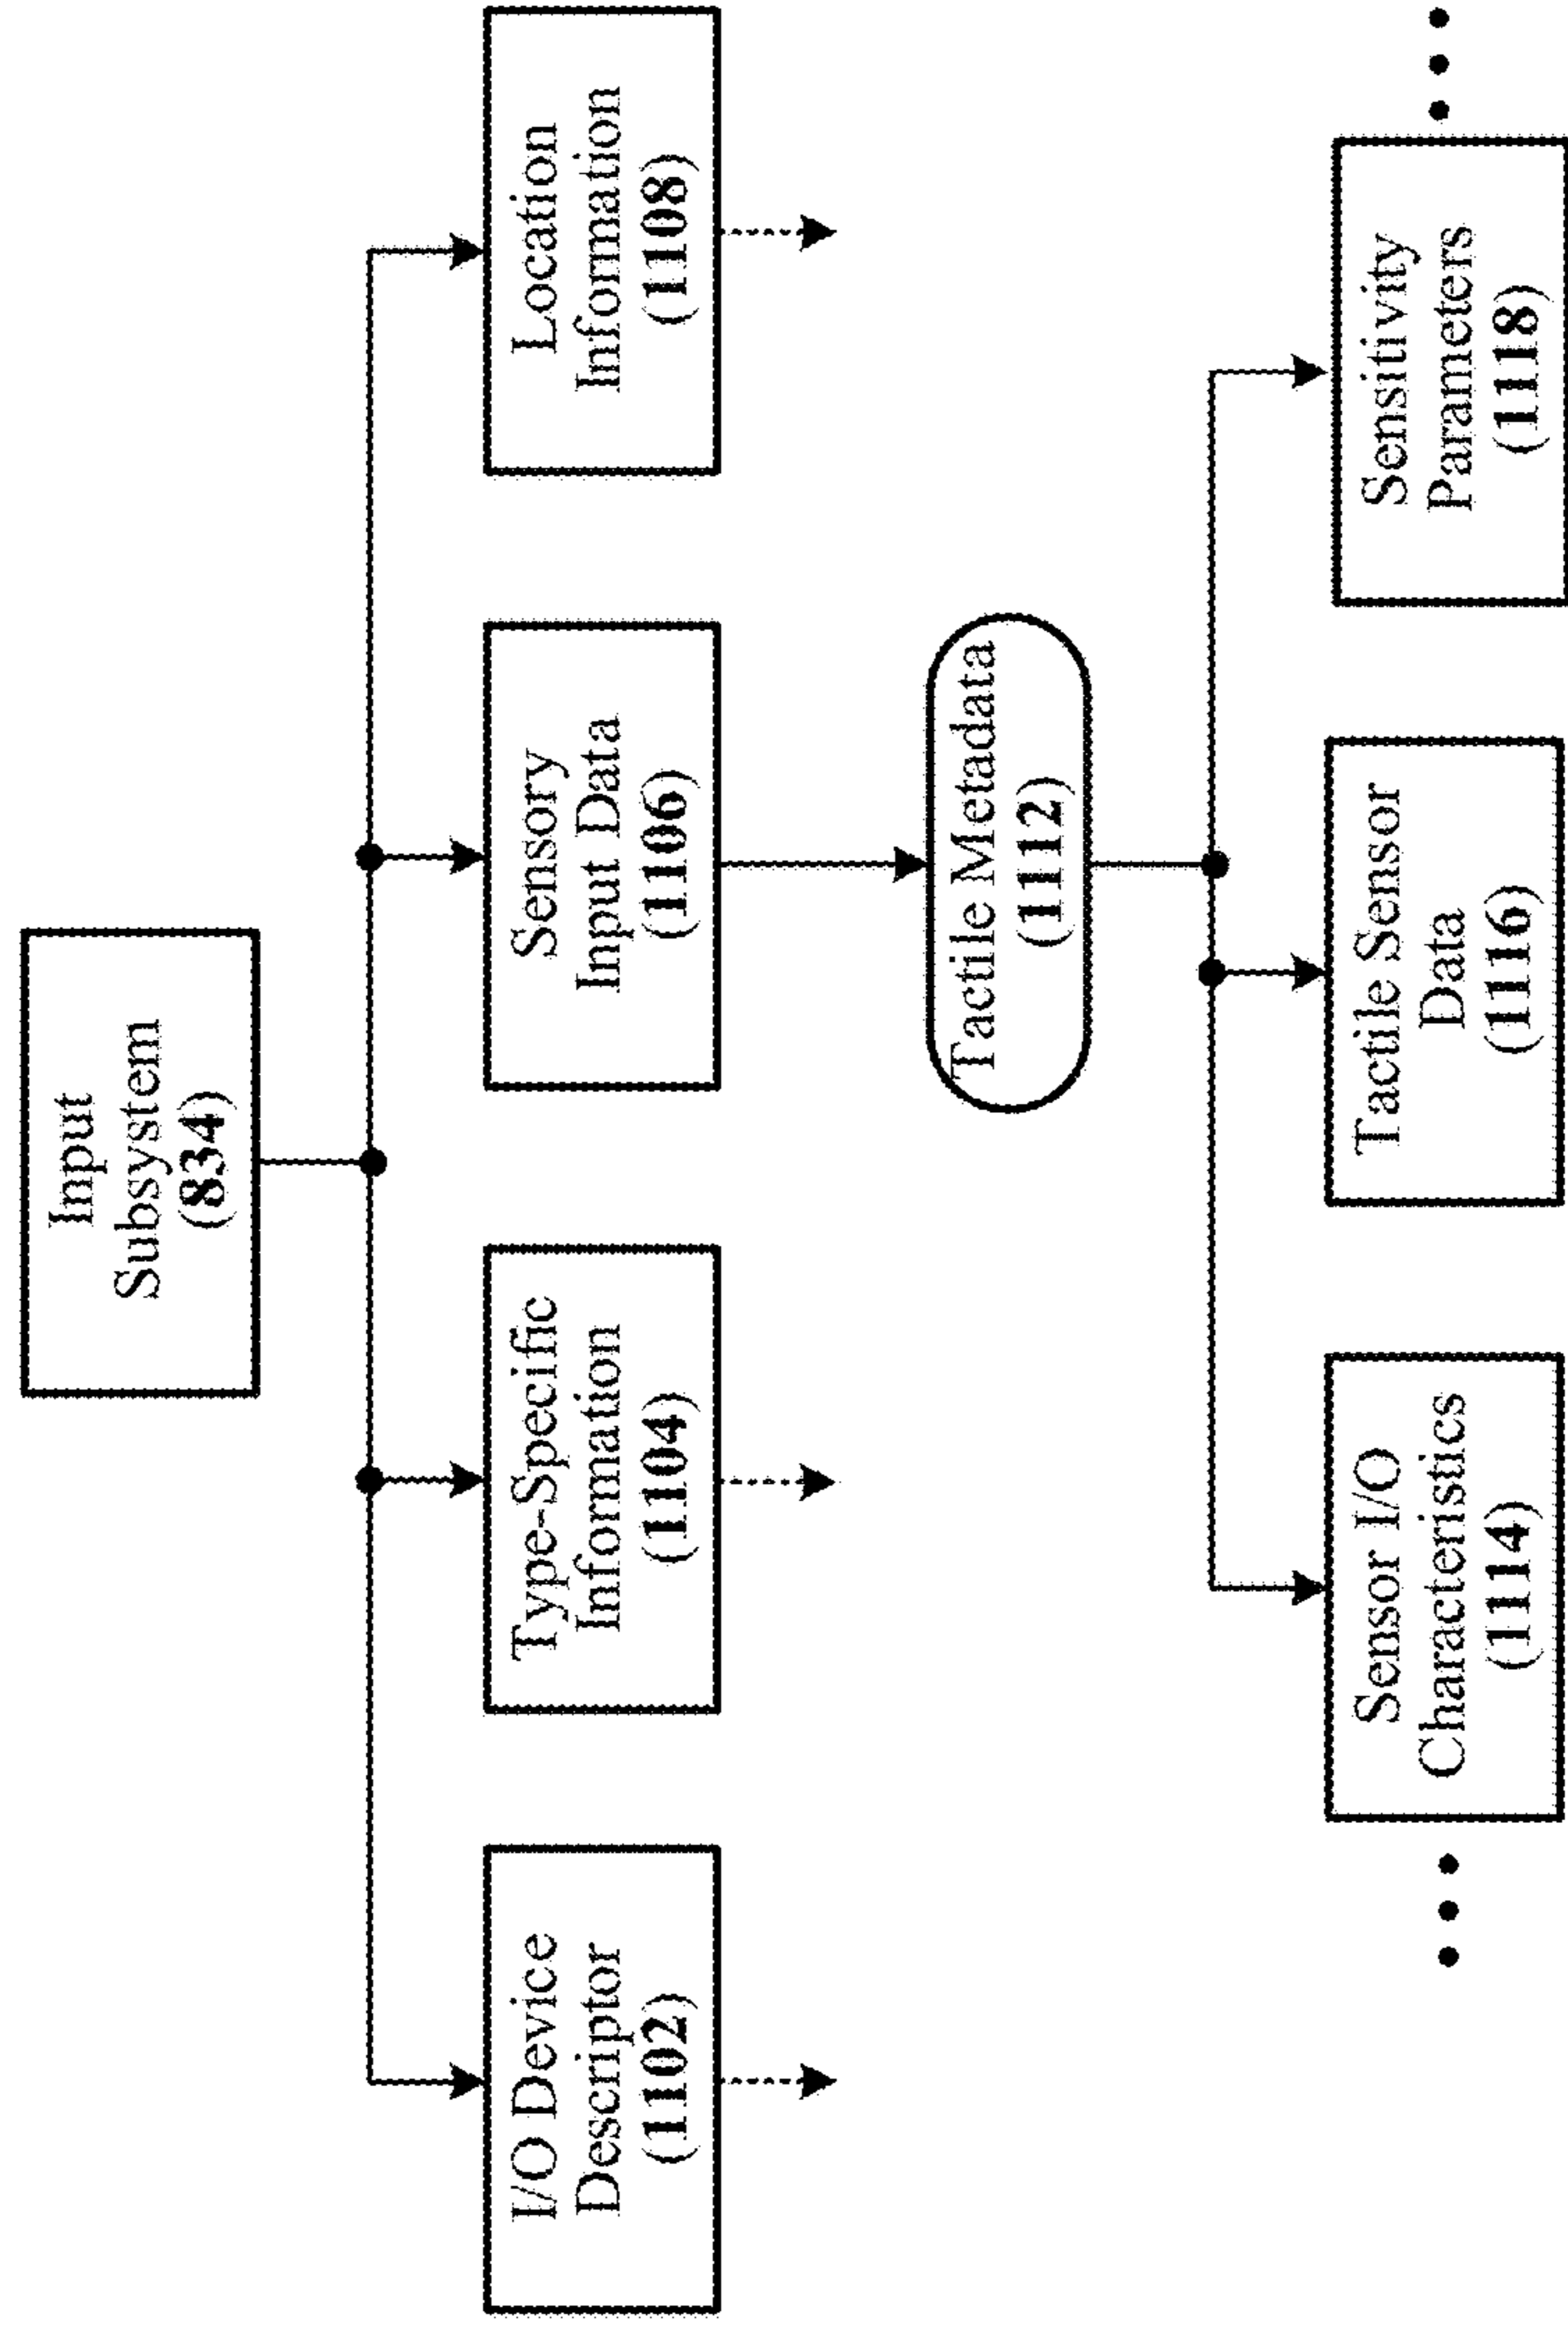 Input
Subsystem
(834)
I/O Device
Descriptor
(1102)
Type-Specific
Information
(1104)
Sensory
Input Data
(1106)
Location
Information
(1108)
Tactile Metadata
(1112)
Sensor I/O
Characteristics
(1114)
Tactile Sensor
Data
(1116)
Sensitivity
Parameters
(1118)